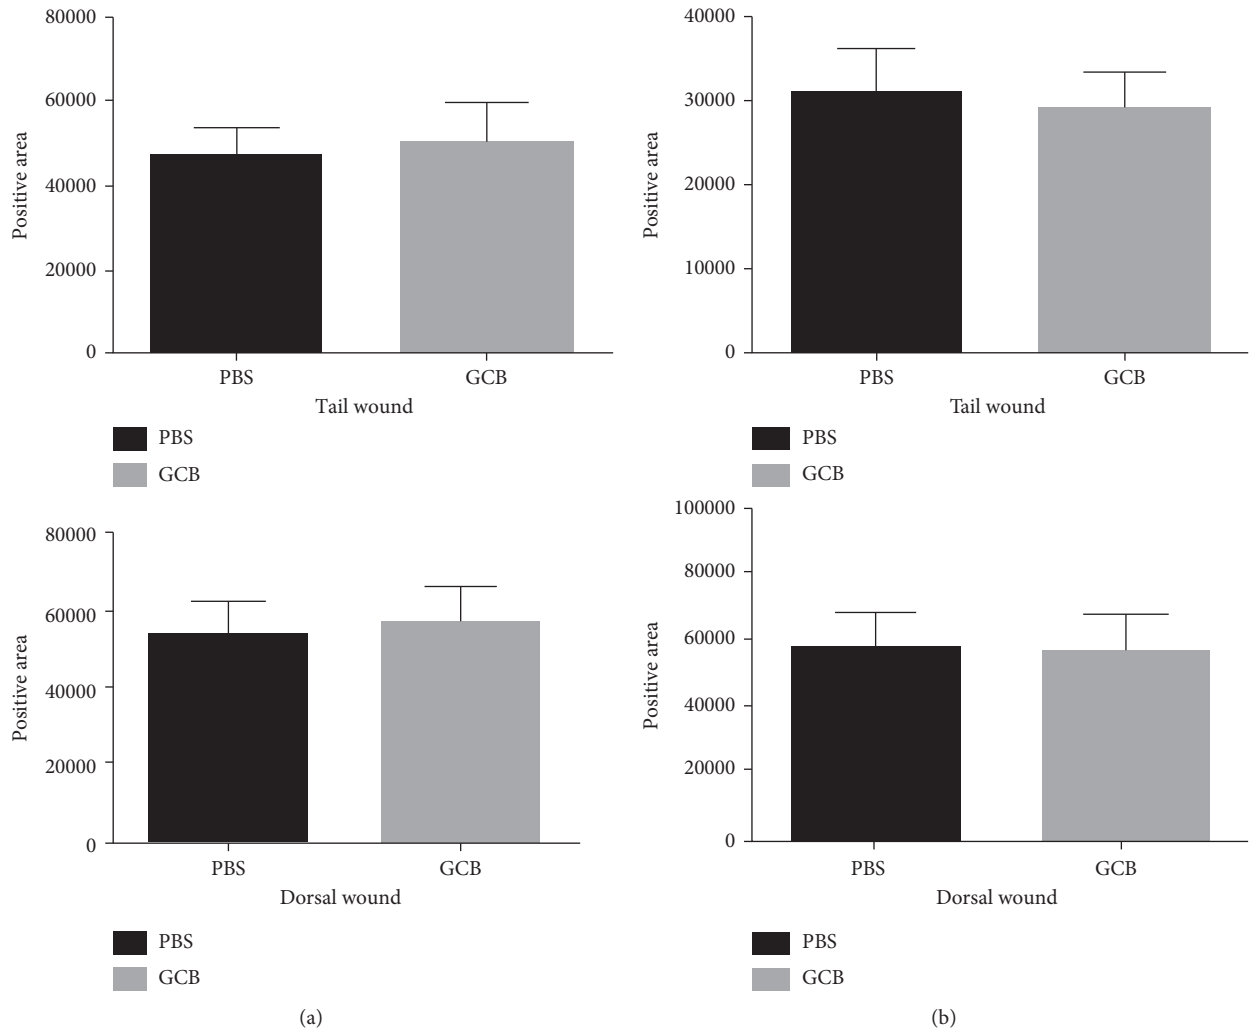 80000
60000
40000
20000
0
Positive area
PBS
GCB
Tail wound
PBS
GCB
40000
30000
20000
10000
0
Positive area
PBS
GCB
Tail wound
PBS
GCB
80000
60000
40000
20000
0
Positive area
PBS
GCB
Dorsal wound
PBS
GCB
(a)
100000
80000
60000
40000
20000
0
Positive area
PBS
GCB
Dorsal wound
PBS
GCB
(b)